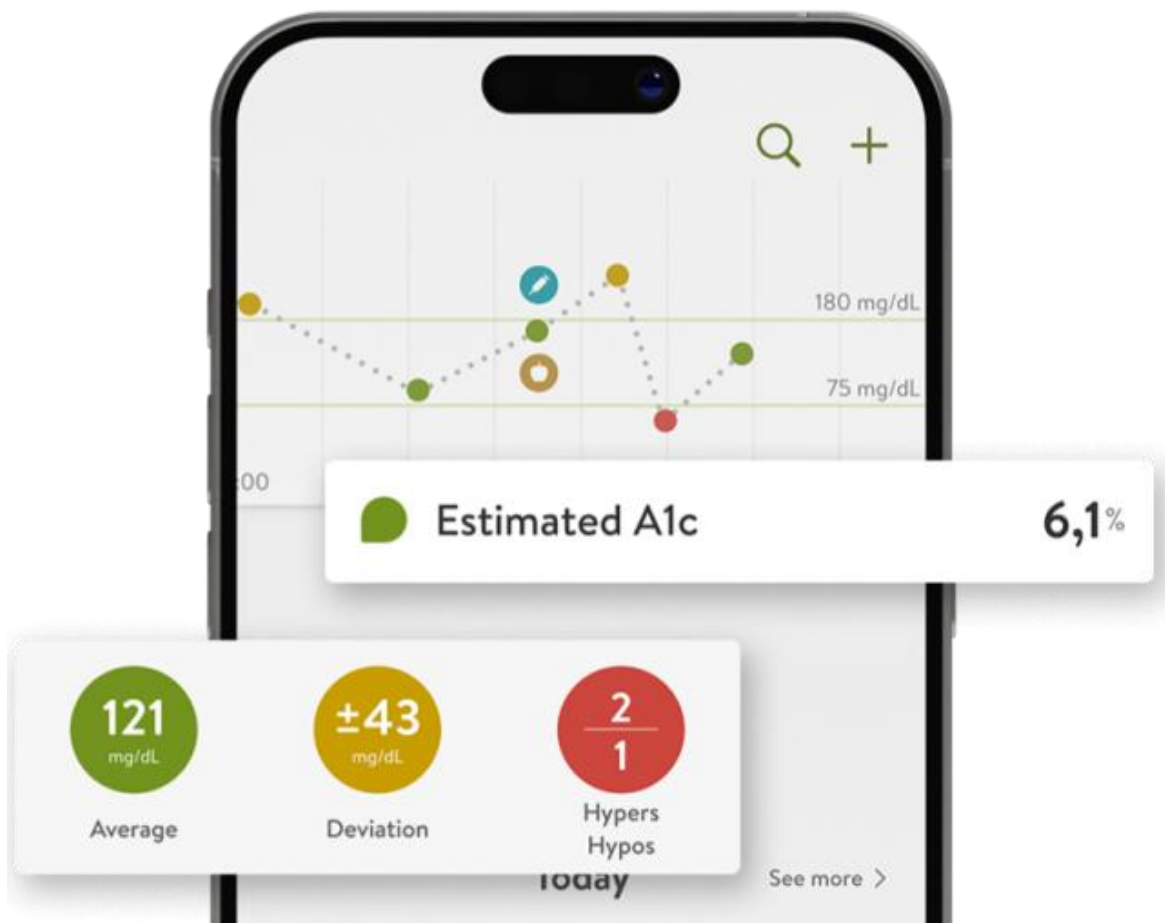 180 mg/dL
75 mg/dL
:00
Estimated A1c 6,1%
121 ±43 2
mg/dL mg/dL 1
Average Deviation Hypers
Hypos
Today See more >